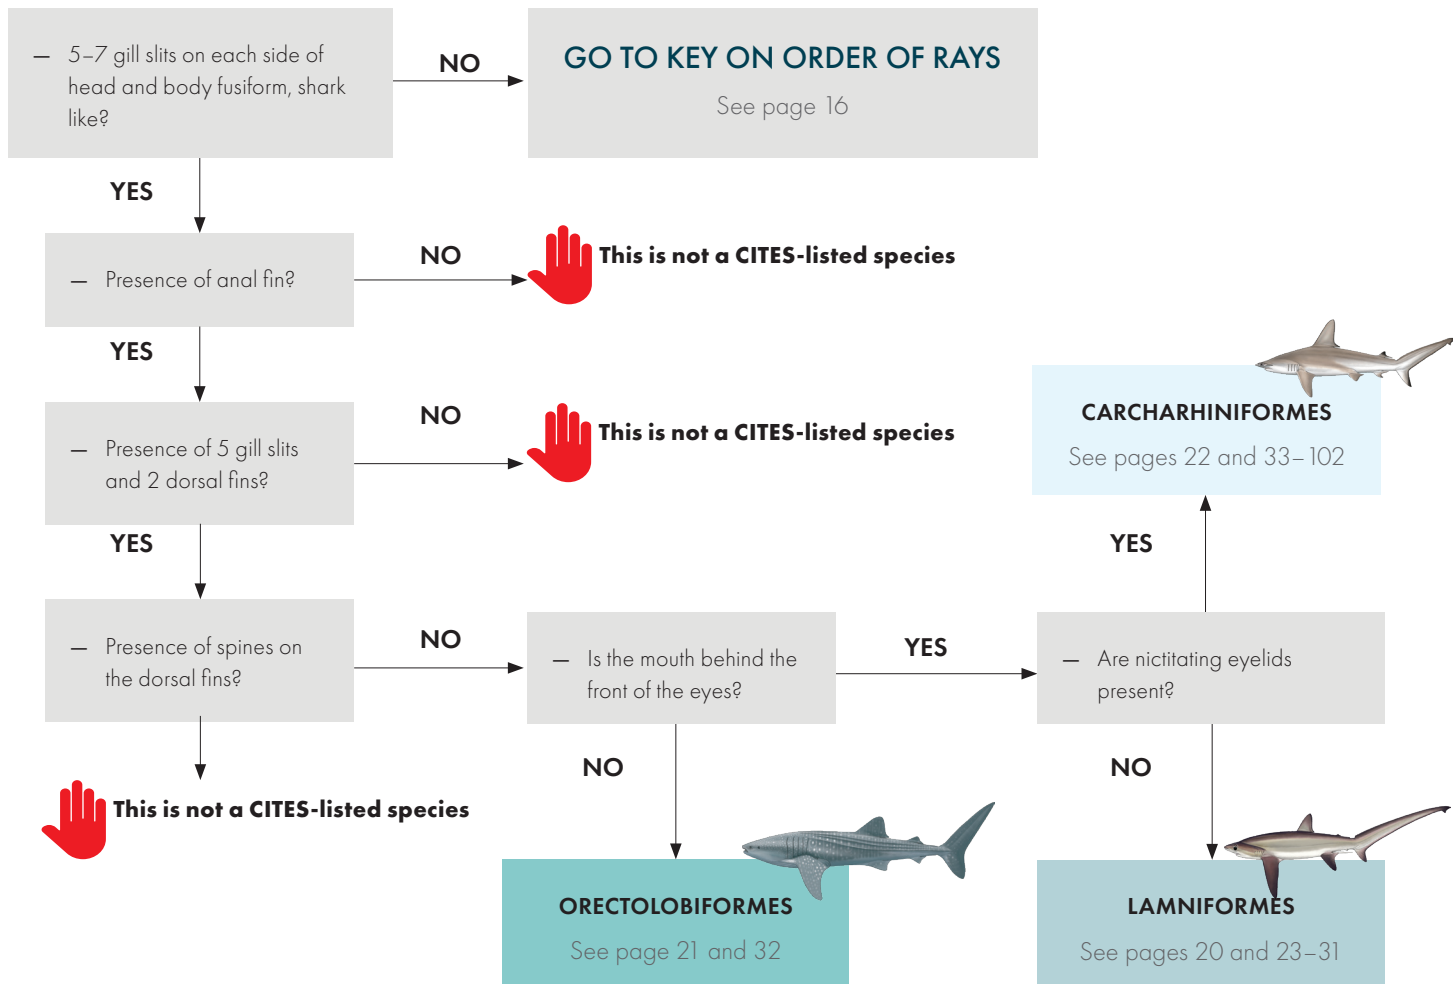 — 5–7 gill slits on each side of
head and body fusiform, shark
like?
NO
GO TO KEY ON ORDER OF RAYS
See page 16
YES
— Presence of anal fin?
NO
This is not a CITES-listed species
YES
— Presence of 5 gill slits
and 2 dorsal fins?
NO
This is not a CITES-listed species
CARCHARHINIFORMES
See pages 22 and 33–102
YES
YES
— Presence of spines on
the dorsal fins?
NO
— Is the mouth behind the
front of the eyes?
YES
— Are nictitating eyelids
present?
NO
NO
This is not a CITES-listed species
ORECTOLOBIFORMES
See page 21 and 32
LAMNIFORMES
See pages 20 and 23–31